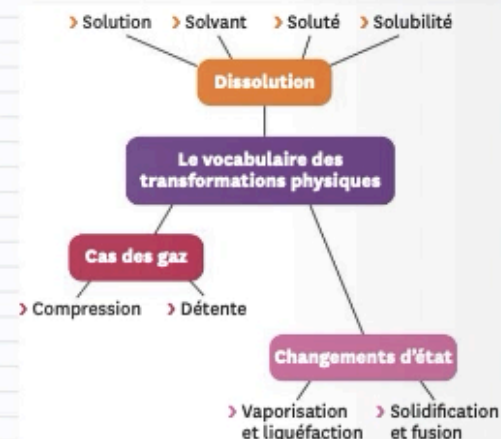 › Solution › Solvant › Soluté › Solubilité
Dissolution
Le vocabulaire des
transformations physiques
Cas des gaz
› Compression › Détente
Changements d'état
› Vaporisation
et liquéfaction
› Solidification
et fusion